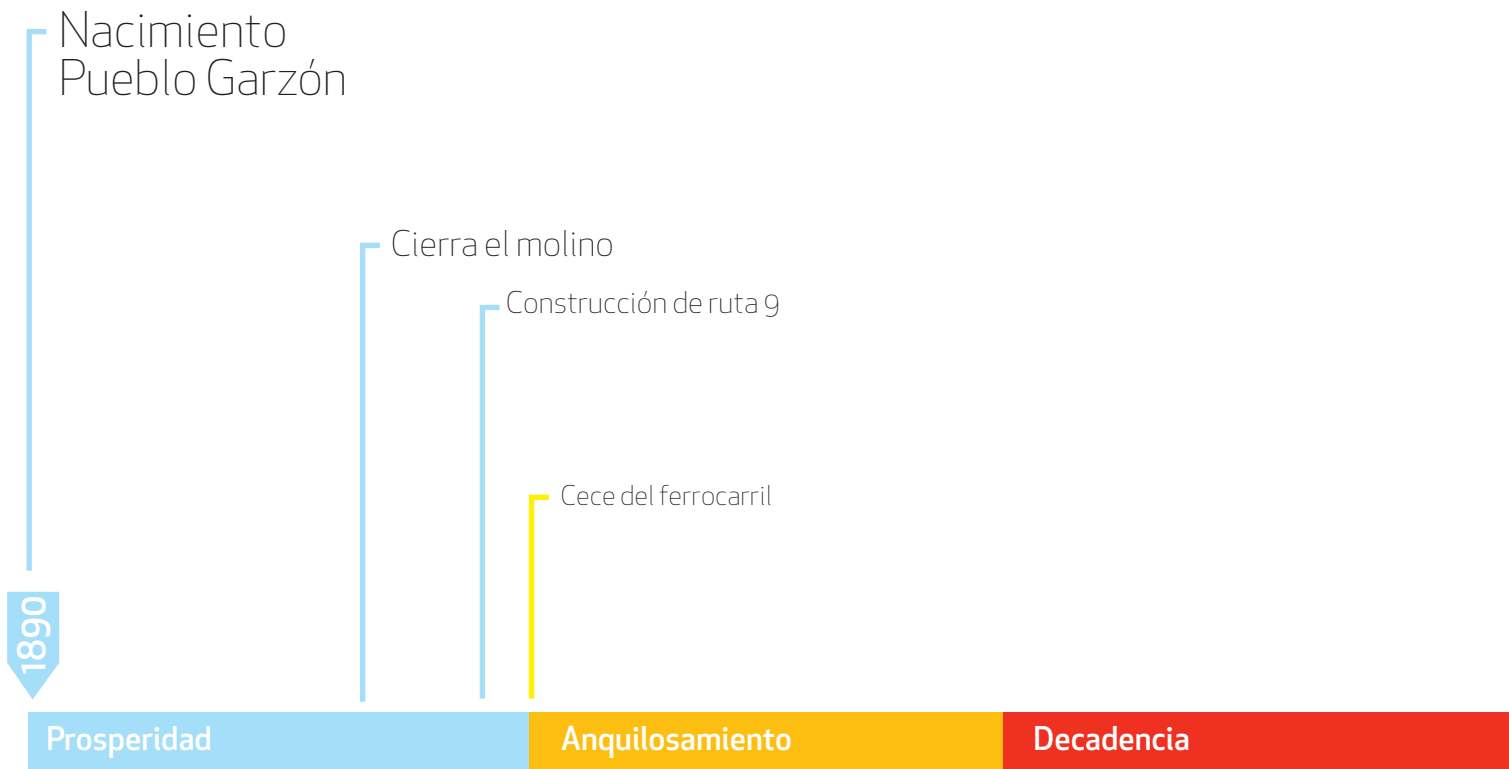 Nacimiento
Pueblo Garzón
Cierra el molino
Construcción de ruta 9
Cece del ferrocarril
1890
Prosperidad
Anquilosamiento
Decadencia